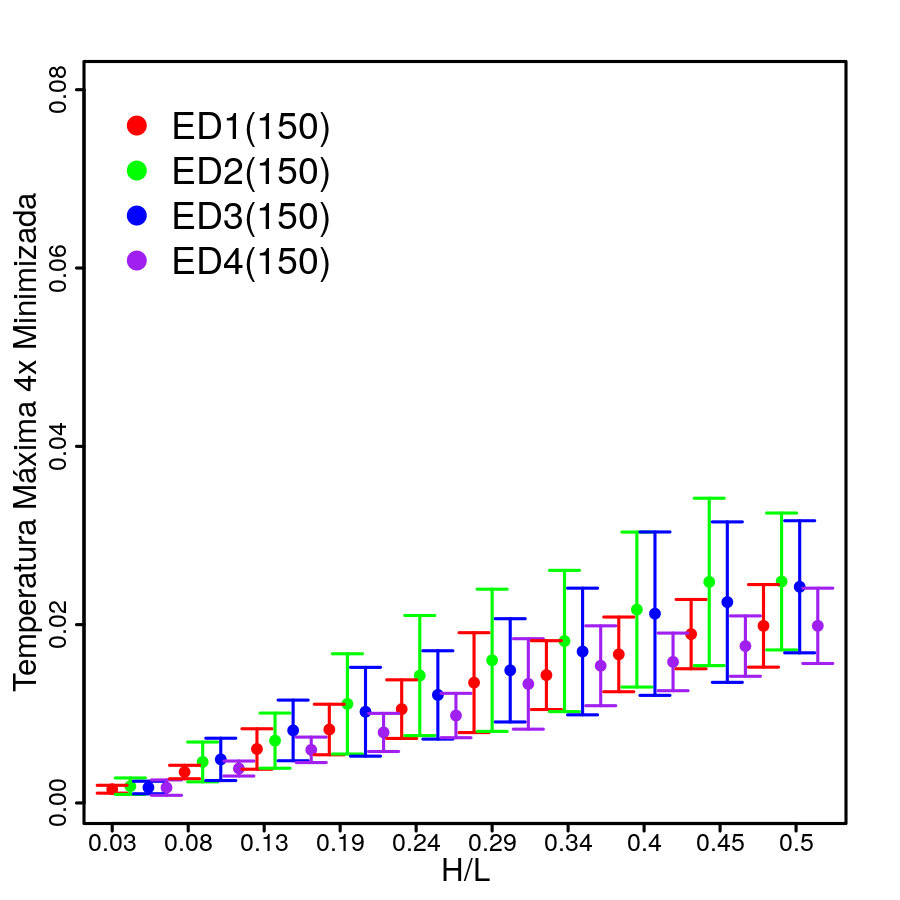 0.08
0.06
0.04
0.02
0.00
Temperatura Máxima 4x Minimizada
ED1(150)
ED2(150)
ED3(150)
ED4(150)
0.03 0.08 0.13 0.19 0.24 0.29 0.34 0.4 0.45 0.5
H/L